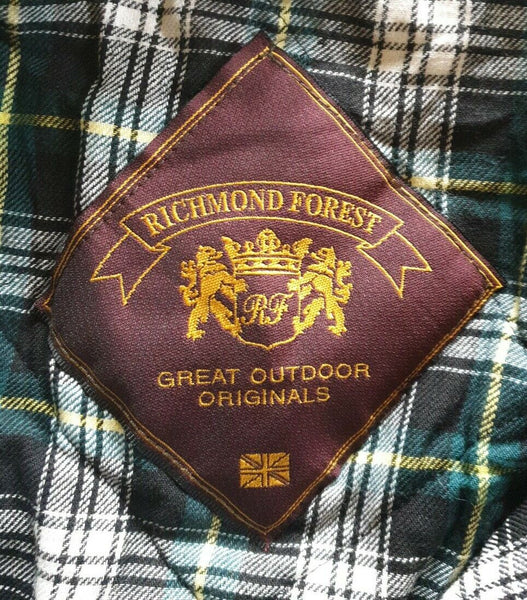 RICHMOND FOREST
RF
GREAT OUTDOOR
ORIGINALS